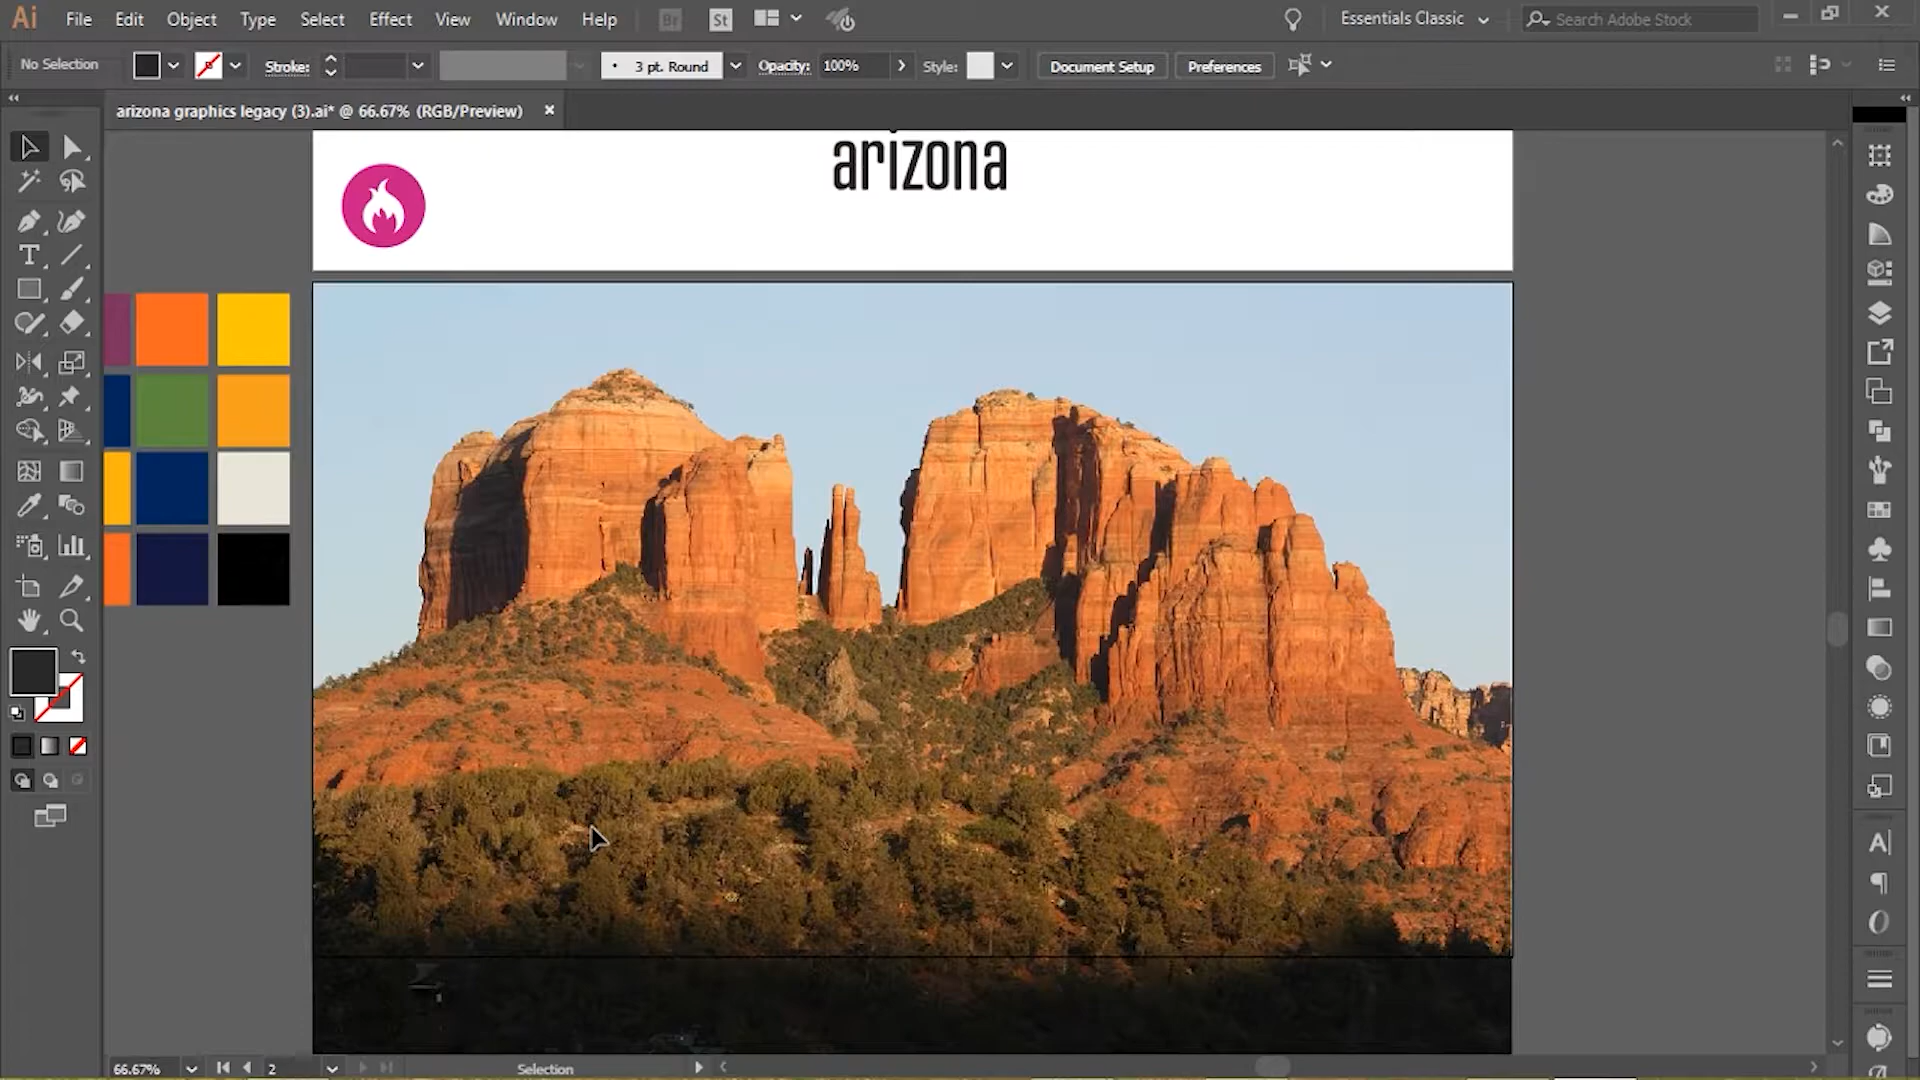 Ai File Edit Object Type Select Effect View Window Help Br St Essentials Classic Search Adobe Stock
No Selection Stroke: 3 pt. Round Opacity: 100% Style: Document Setup Preferences
arizona graphics legacy (3).ai* @ 66.67% (RGB/Preview)
arizona
66.67% 2 Selection